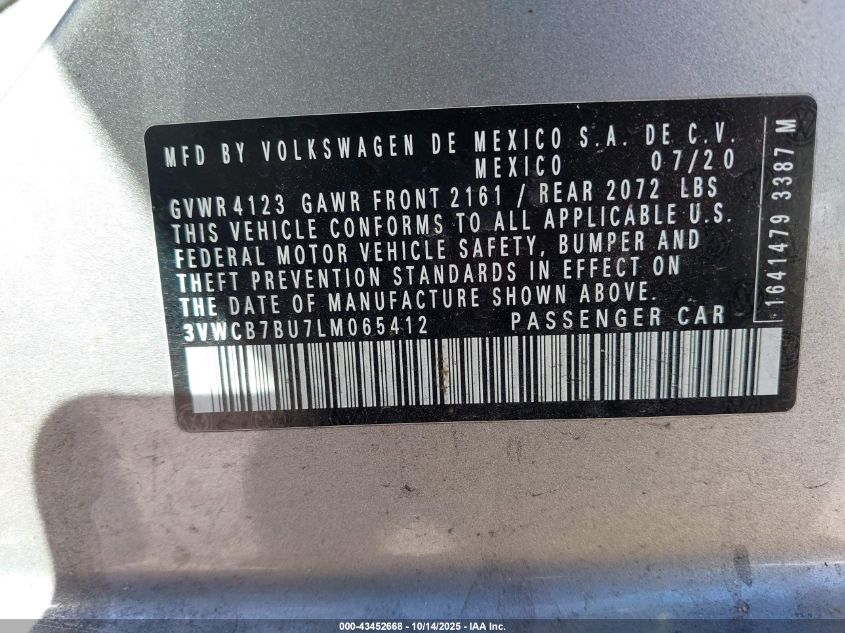 MFD BY VOLKSWAGEN DE MEXICO S.A. DE C.V.
MEXICO 07/20
GVWR 4123 GAWR FRONT 2161 / REAR 2072 LBS
THIS VEHICLE CONFORMS TO ALL APPLICABLE U.S.
FEDERAL MOTOR VEHICLE SAFETY, BUMPER AND
THEFT PREVENTION STANDARDS IN EFFECT ON
THE DATE OF MANUFACTURE SHOWN ABOVE.
3VWCB7BU7LM065412 PASSENGER CAR
1641479 3387 M
000-43452668 - 10/14/2025 - IAA Inc.